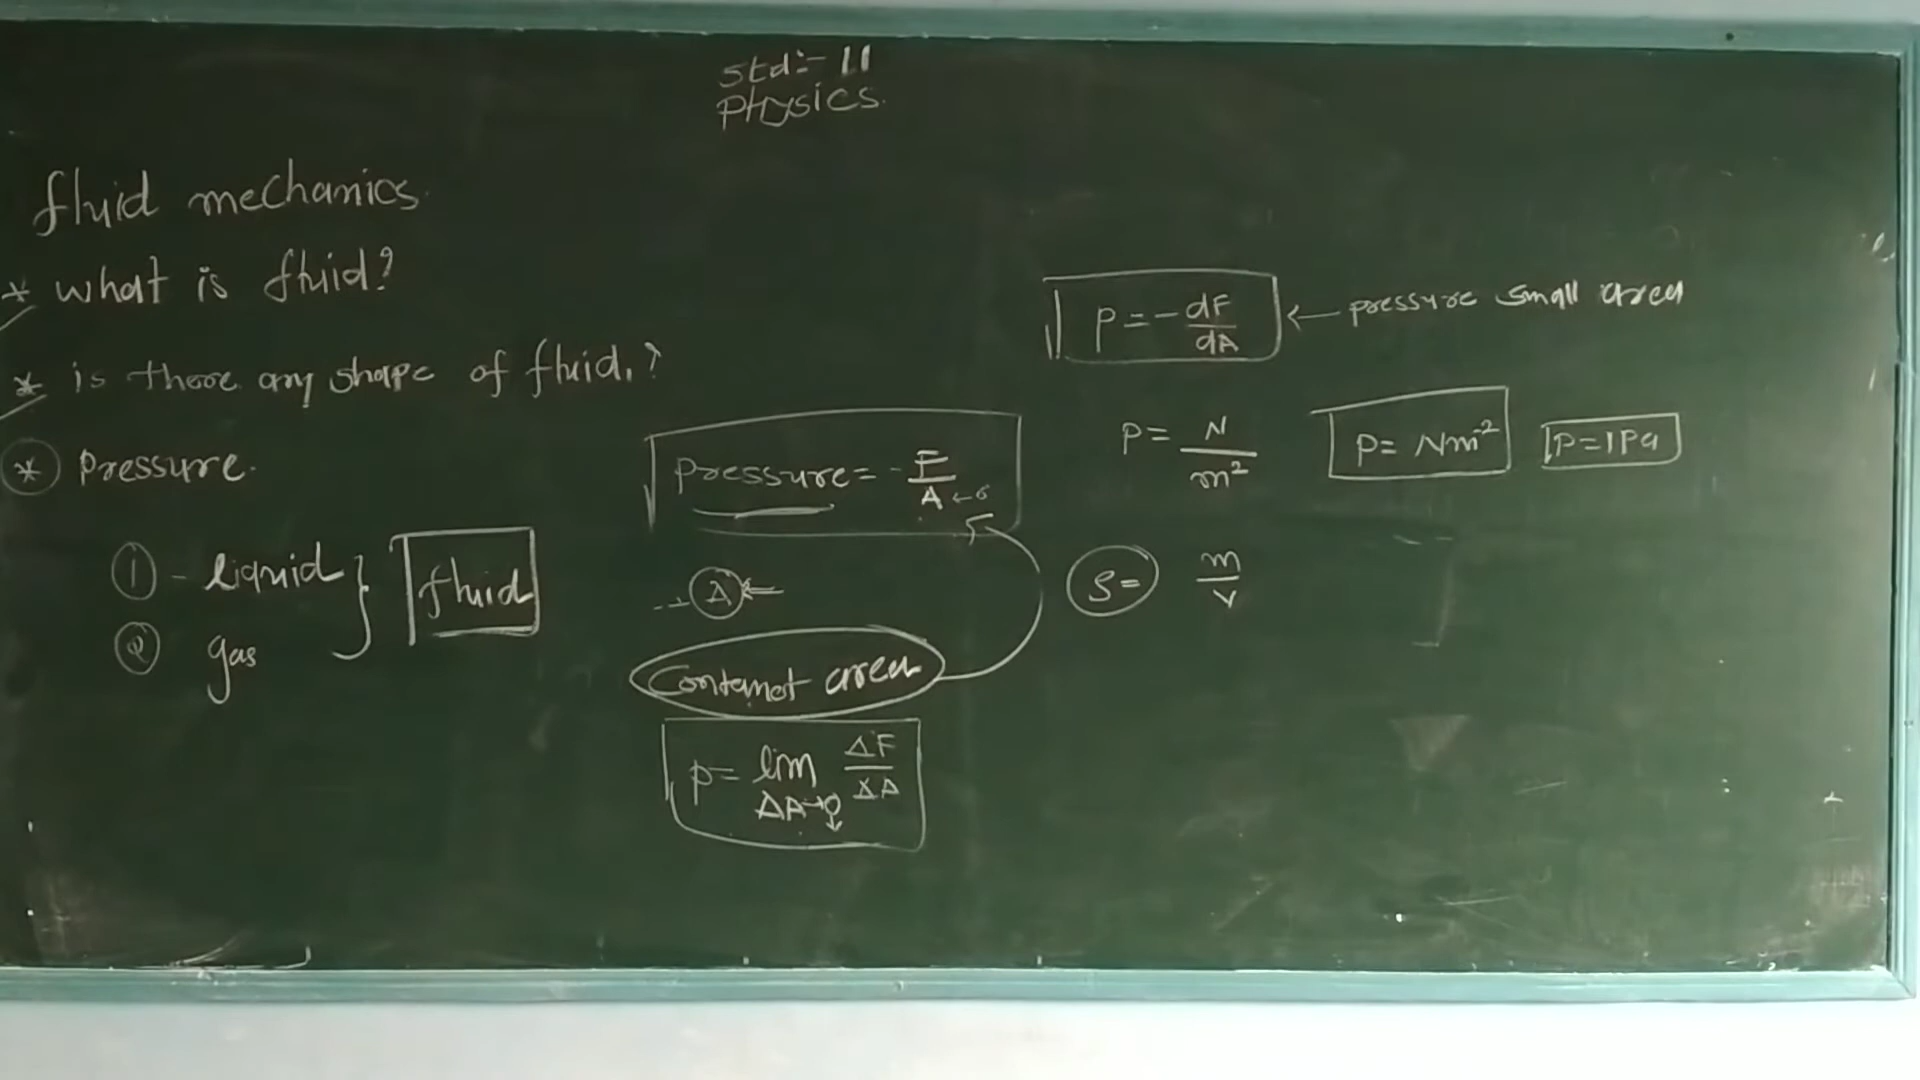 std:- 11
Physics.
fluid mechanics.
* what is fluid?
* is there any shape of fluid.?
* Pressure.
① - liquid } fluid
② gas
pressure = - F/A ←
A ←
area
P = lim ΔA→0 ΔF/ΔA
P = - dF/dA ← pressure small area
P = N/m² P = Nm⁻² P = 1Pa
S = m/v